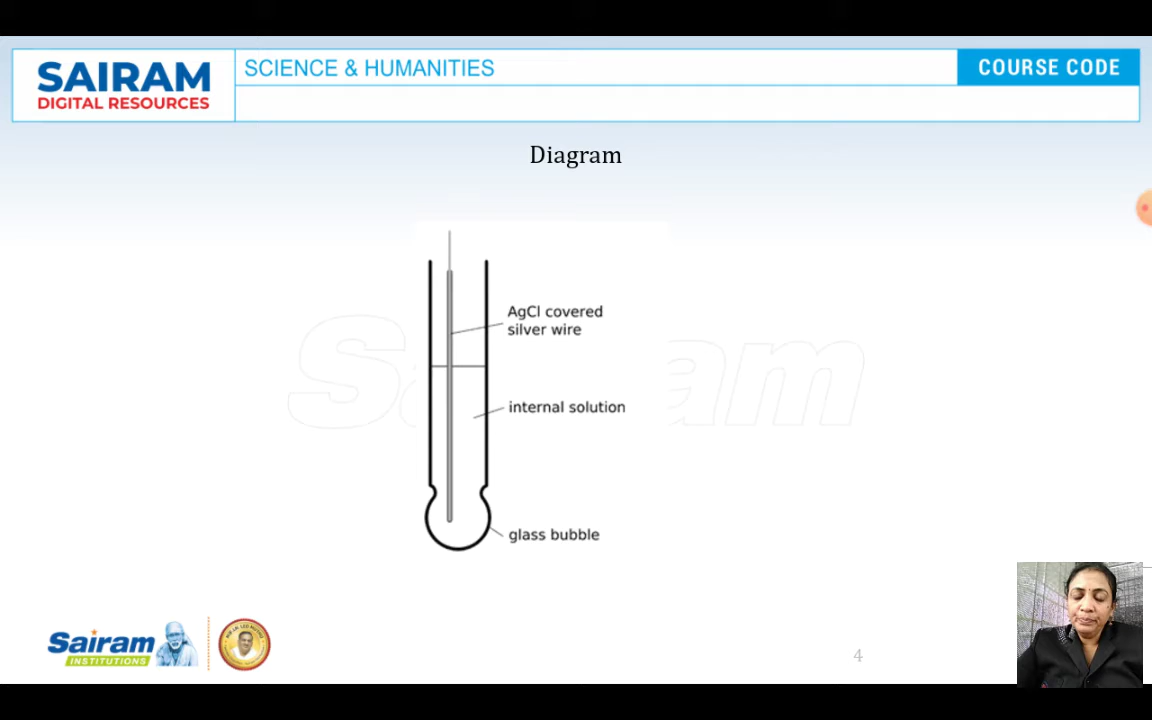 SAIRAM
DIGITAL RESOURCES
SCIENCE & HUMANITIES
COURSE CODE
Diagram
AgCl covered
silver wire
internal solution
glass bubble
Sairam
INSTITUTIONS
4